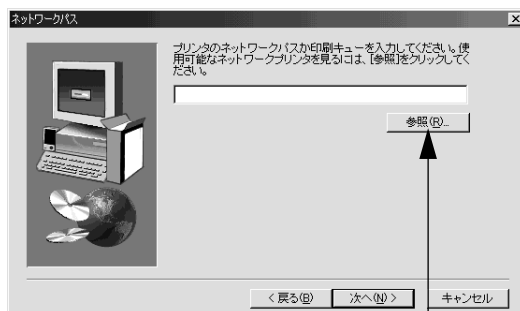 ネットワークパス
プリンタのネットワークパスか印刷キューを入力してください。使
用可能なネットワークプリンタを見るには、[参照]をクリックしてく
ださい。
参照(R)...
< 戻る(B)
次へ(N) >
キャンセル